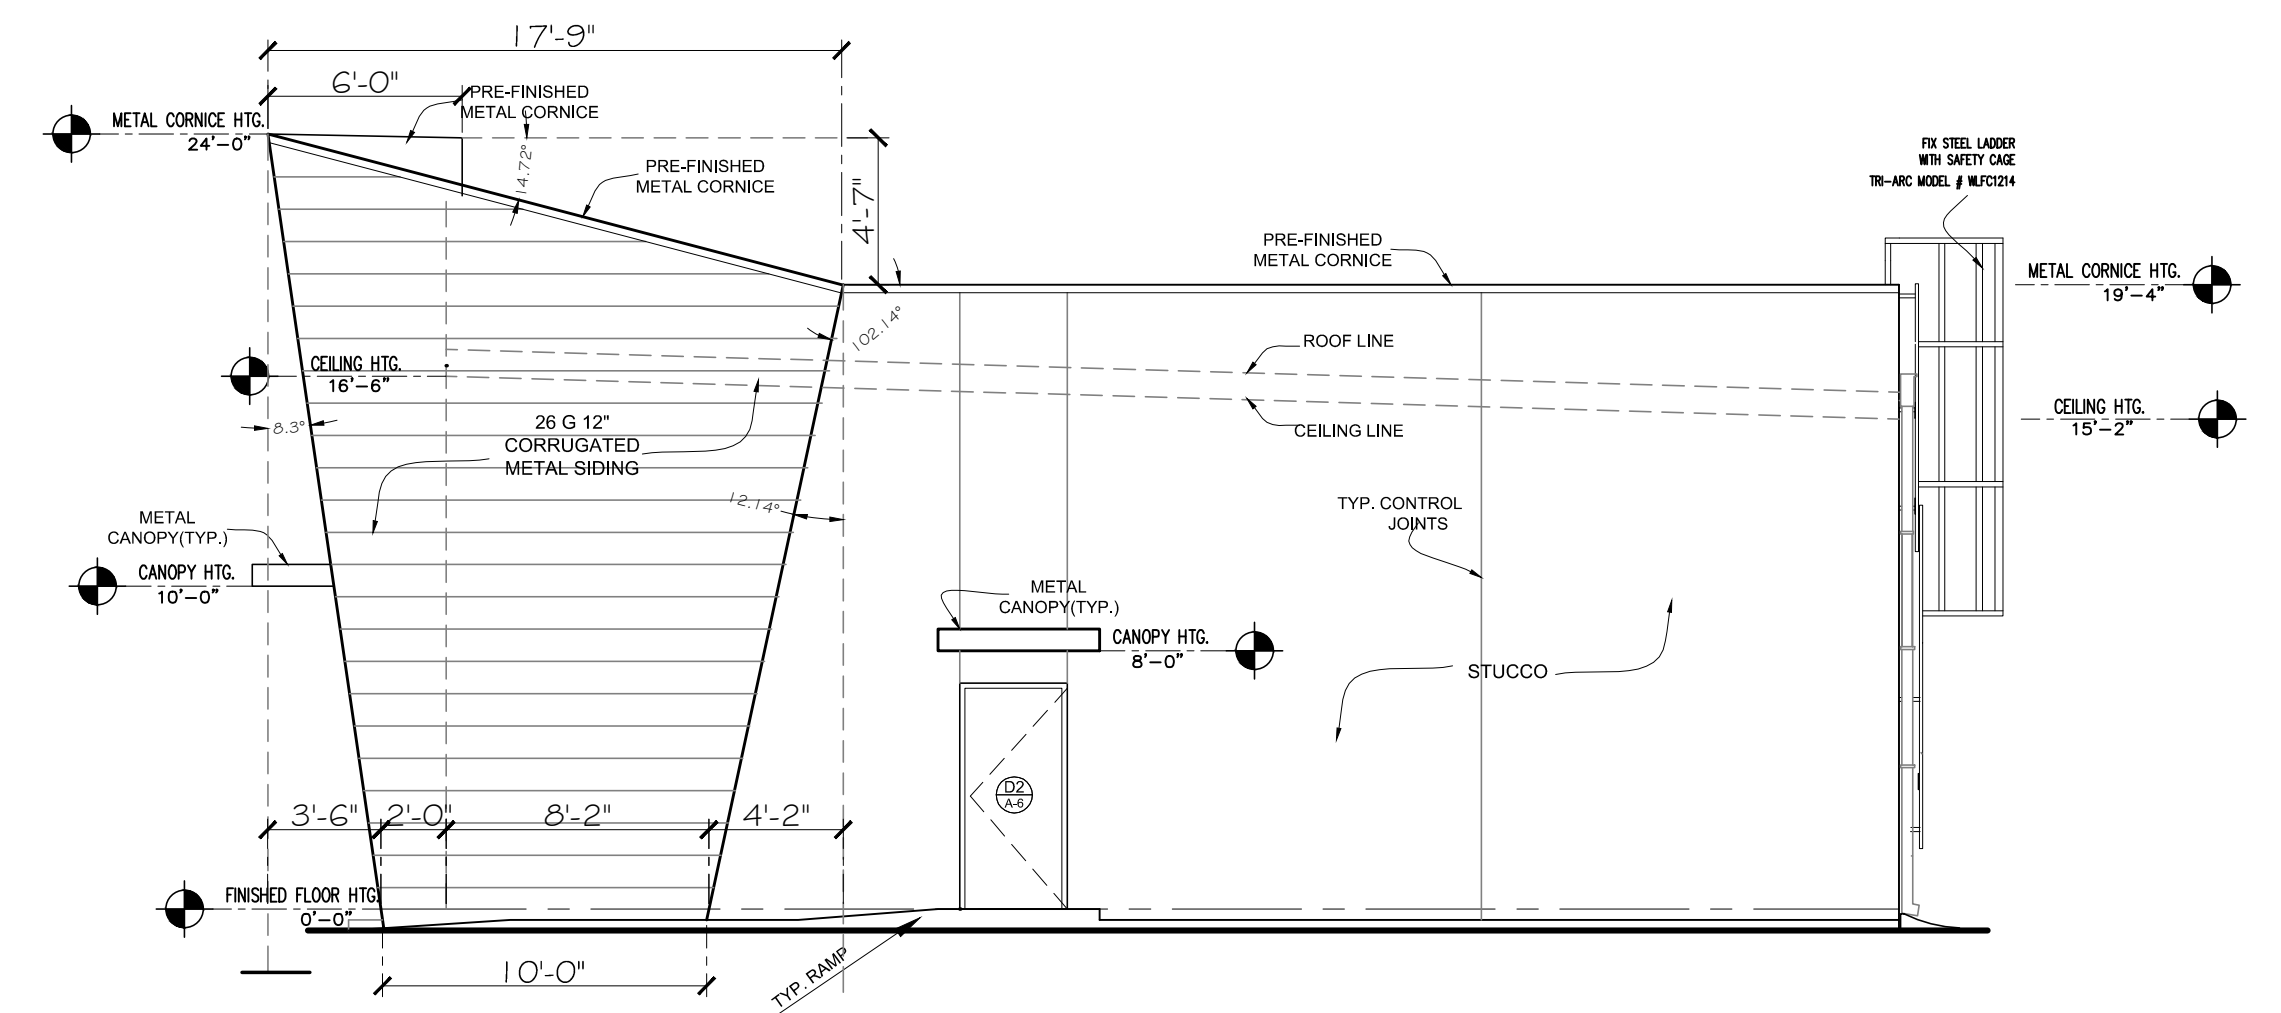 17'-9"
6'-0"
PRE-FINISHED
METAL CORNICE
METAL CORNICE HTG.
24'-0"
14.72°
PRE-FINISHED
METAL CORNICE
4'-7"
FIX STEEL LADDER
WITH SAFETY CAGE
TRI-ARC MODEL # WLFC1214
PRE-FINISHED
METAL CORNICE
METAL CORNICE HTG.
19'-4"
102.14°
ROOF LINE
CEILING HTG.
16'-6"
CEILING HTG.
15'-2"
8.3°
26 G 12"
CORRUGATED
METAL SIDING
CEILING LINE
12.14°
TYP. CONTROL
JOINTS
METAL
CANOPY(TYP.)
CANOPY HTG.
10'-0"
METAL
CANOPY(TYP.)
CANOPY HTG.
8'-0"
STUCCO
D2
A-6
3'-6"
2'-0"
8'-2"
4'-2"
FINISHED FLOOR HTG.
0'-0"
10'-0"
TYP. RAMP